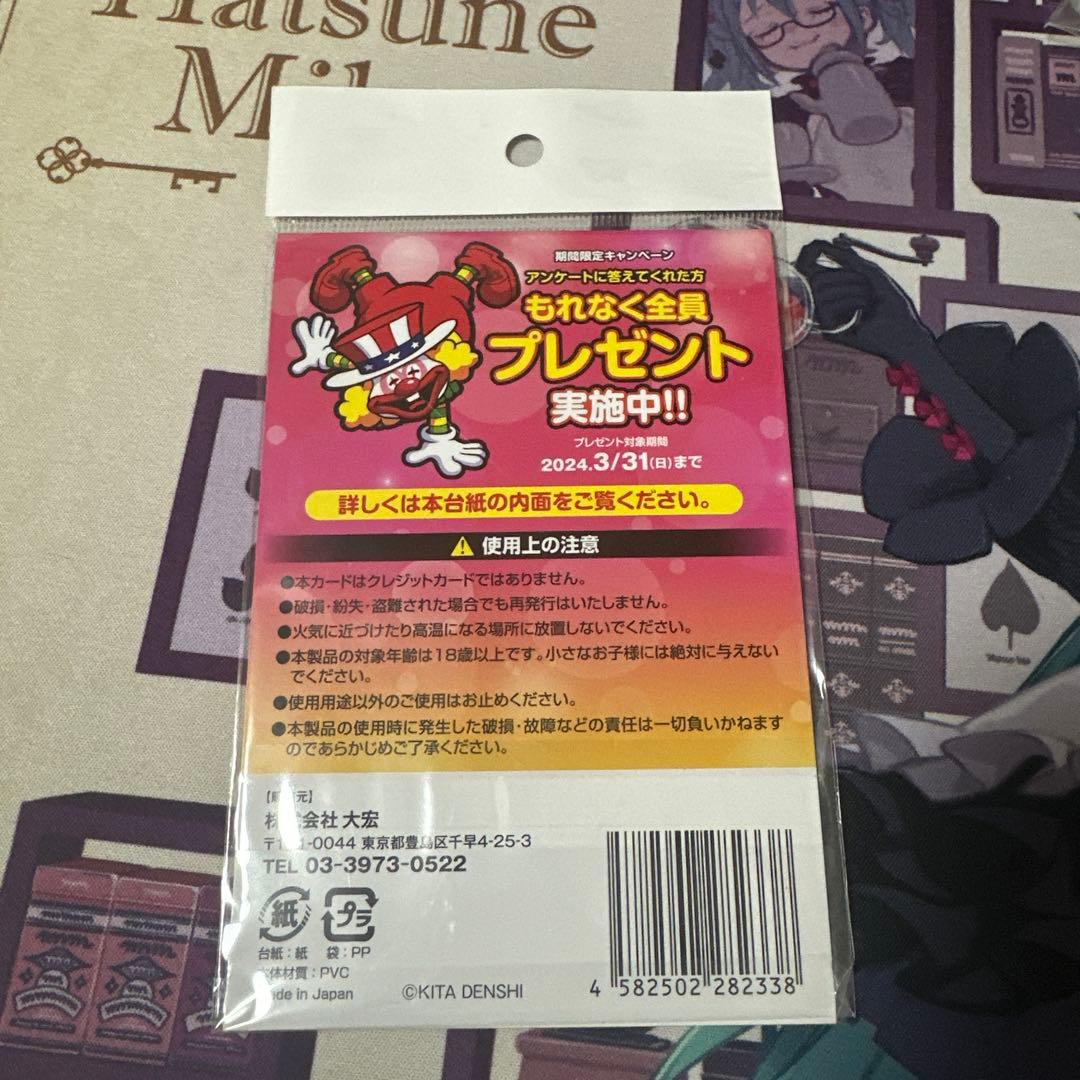 Hatsune
期間限定キャンペーン
アンケートに答えてくれた方
もれなく全員
プレゼント
実施中!!
プレゼント対象期間
2024.3/31(日)まで
詳しくは本台紙の内面をご覧ください。
使用上の注意
●本カードはクレジットカードではありません。
●破損・紛失・盗難された場合でも再発行はいたしません。
●火気に近づけたり高温になる場所に放置しないでください。
●本製品の対象年齢は18歳以上です。小さなお子様には絶対に与えない
でください。
●使用用途以外のご使用はお止めください。
●本製品の使用時に発生した破損・故障などの責任は一切負いかねます
のであらかじめご了承ください。
株式会社 大宏
東京都豊島区千早4-25-3
TEL 03-3973-0522
紙 プラ
台紙:紙 袋:PP
本体材質:PVC
Made in Japan ©KITA DENSHI
4 582502 282338